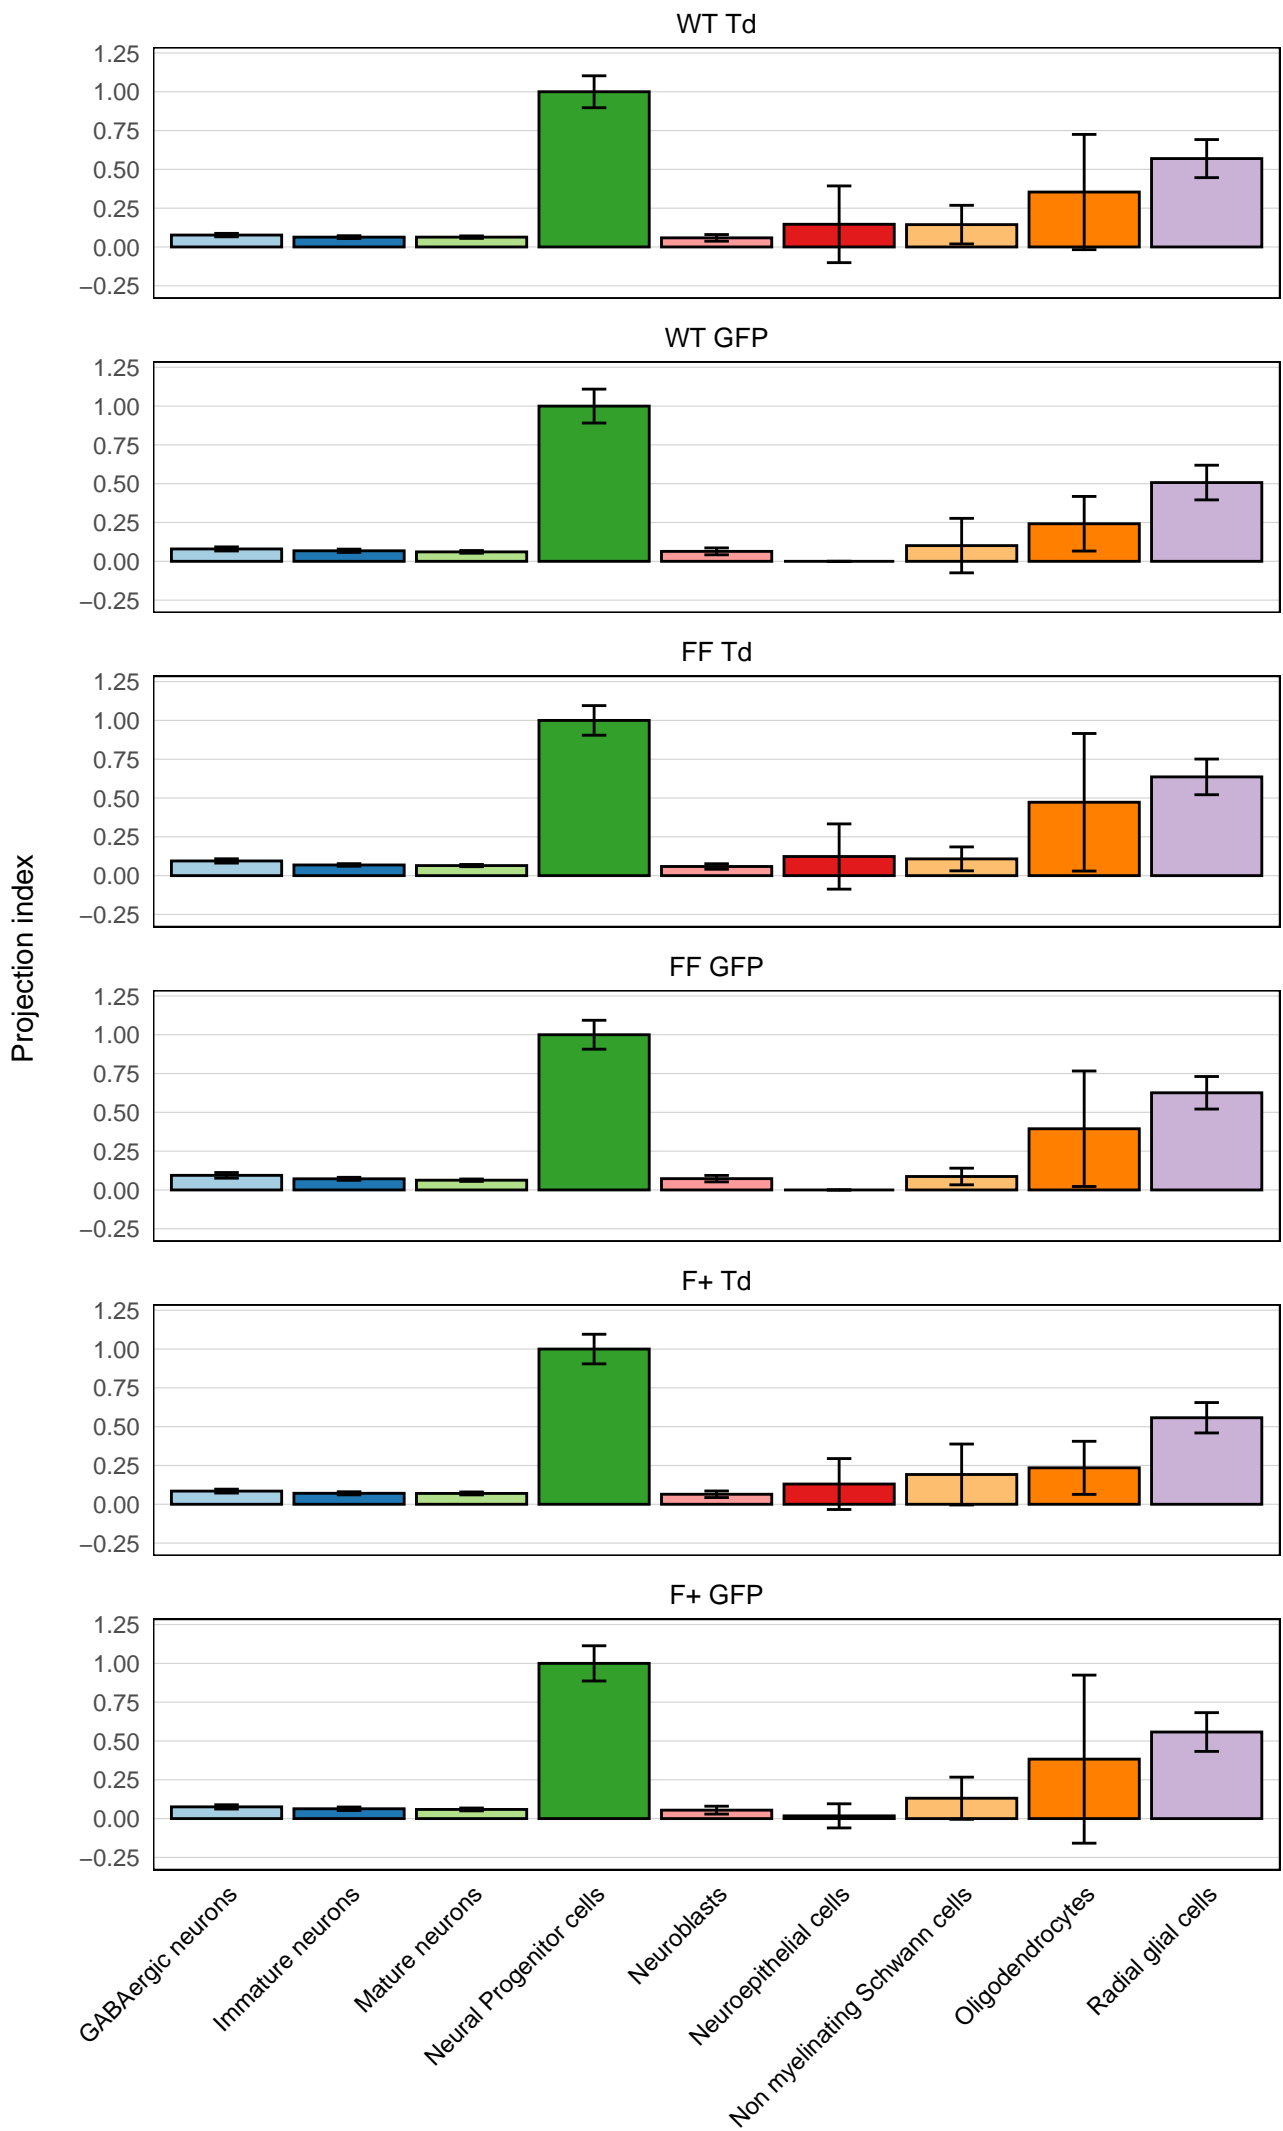 Projection index
WT Td
1.25
1.00
0.75
0.50
0.25
0.00
−0.25
WT GFP
1.25
1.00
0.75
0.50
0.25
0.00
−0.25
FF Td
1.25
1.00
0.75
0.50
0.25
0.00
−0.25
FF GFP
1.25
1.00
0.75
0.50
0.25
0.00
−0.25
F+ Td
1.25
1.00
0.75
0.50
0.25
0.00
−0.25
F+ GFP
1.25
1.00
0.75
0.50
0.25
0.00
−0.25
GABAergic neurons
Immature neurons
Mature neurons
Neural Progenitor cells
Neuroblasts
Neuroepithelial cells
Non myelinating Schwann cells
Oligodendrocytes
Radial glial cells